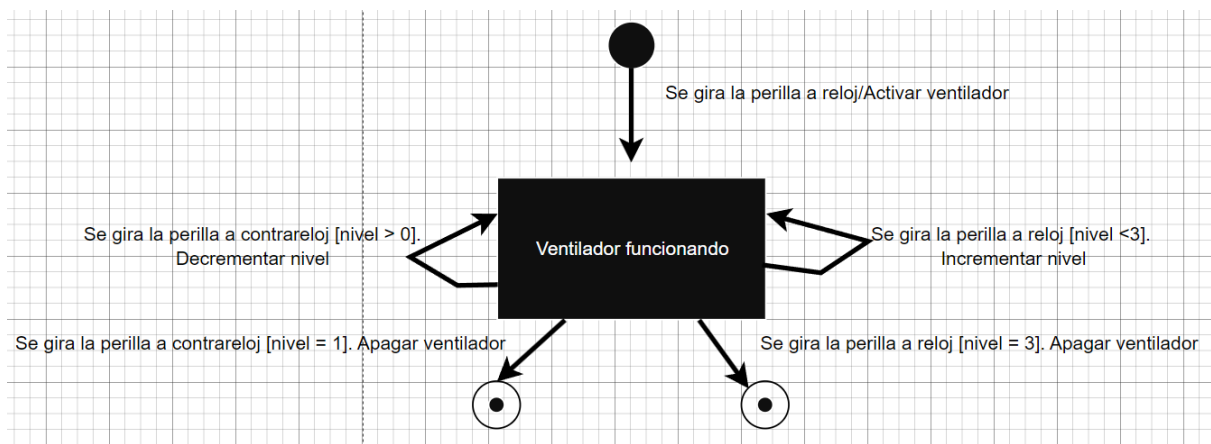 Se gira la perilla a reloj/Activar ventilador
Se gira la perilla a contrareloj [nivel > 0].
Decrementar nivel
Ventilador funcionando
Se gira la perilla a reloj [nivel <3].
Incrementar nivel
Se gira la perilla a contrareloj [nivel = 1]. Apagar ventilador
Se gira la perilla a reloj [nivel = 3]. Apagar ventilador